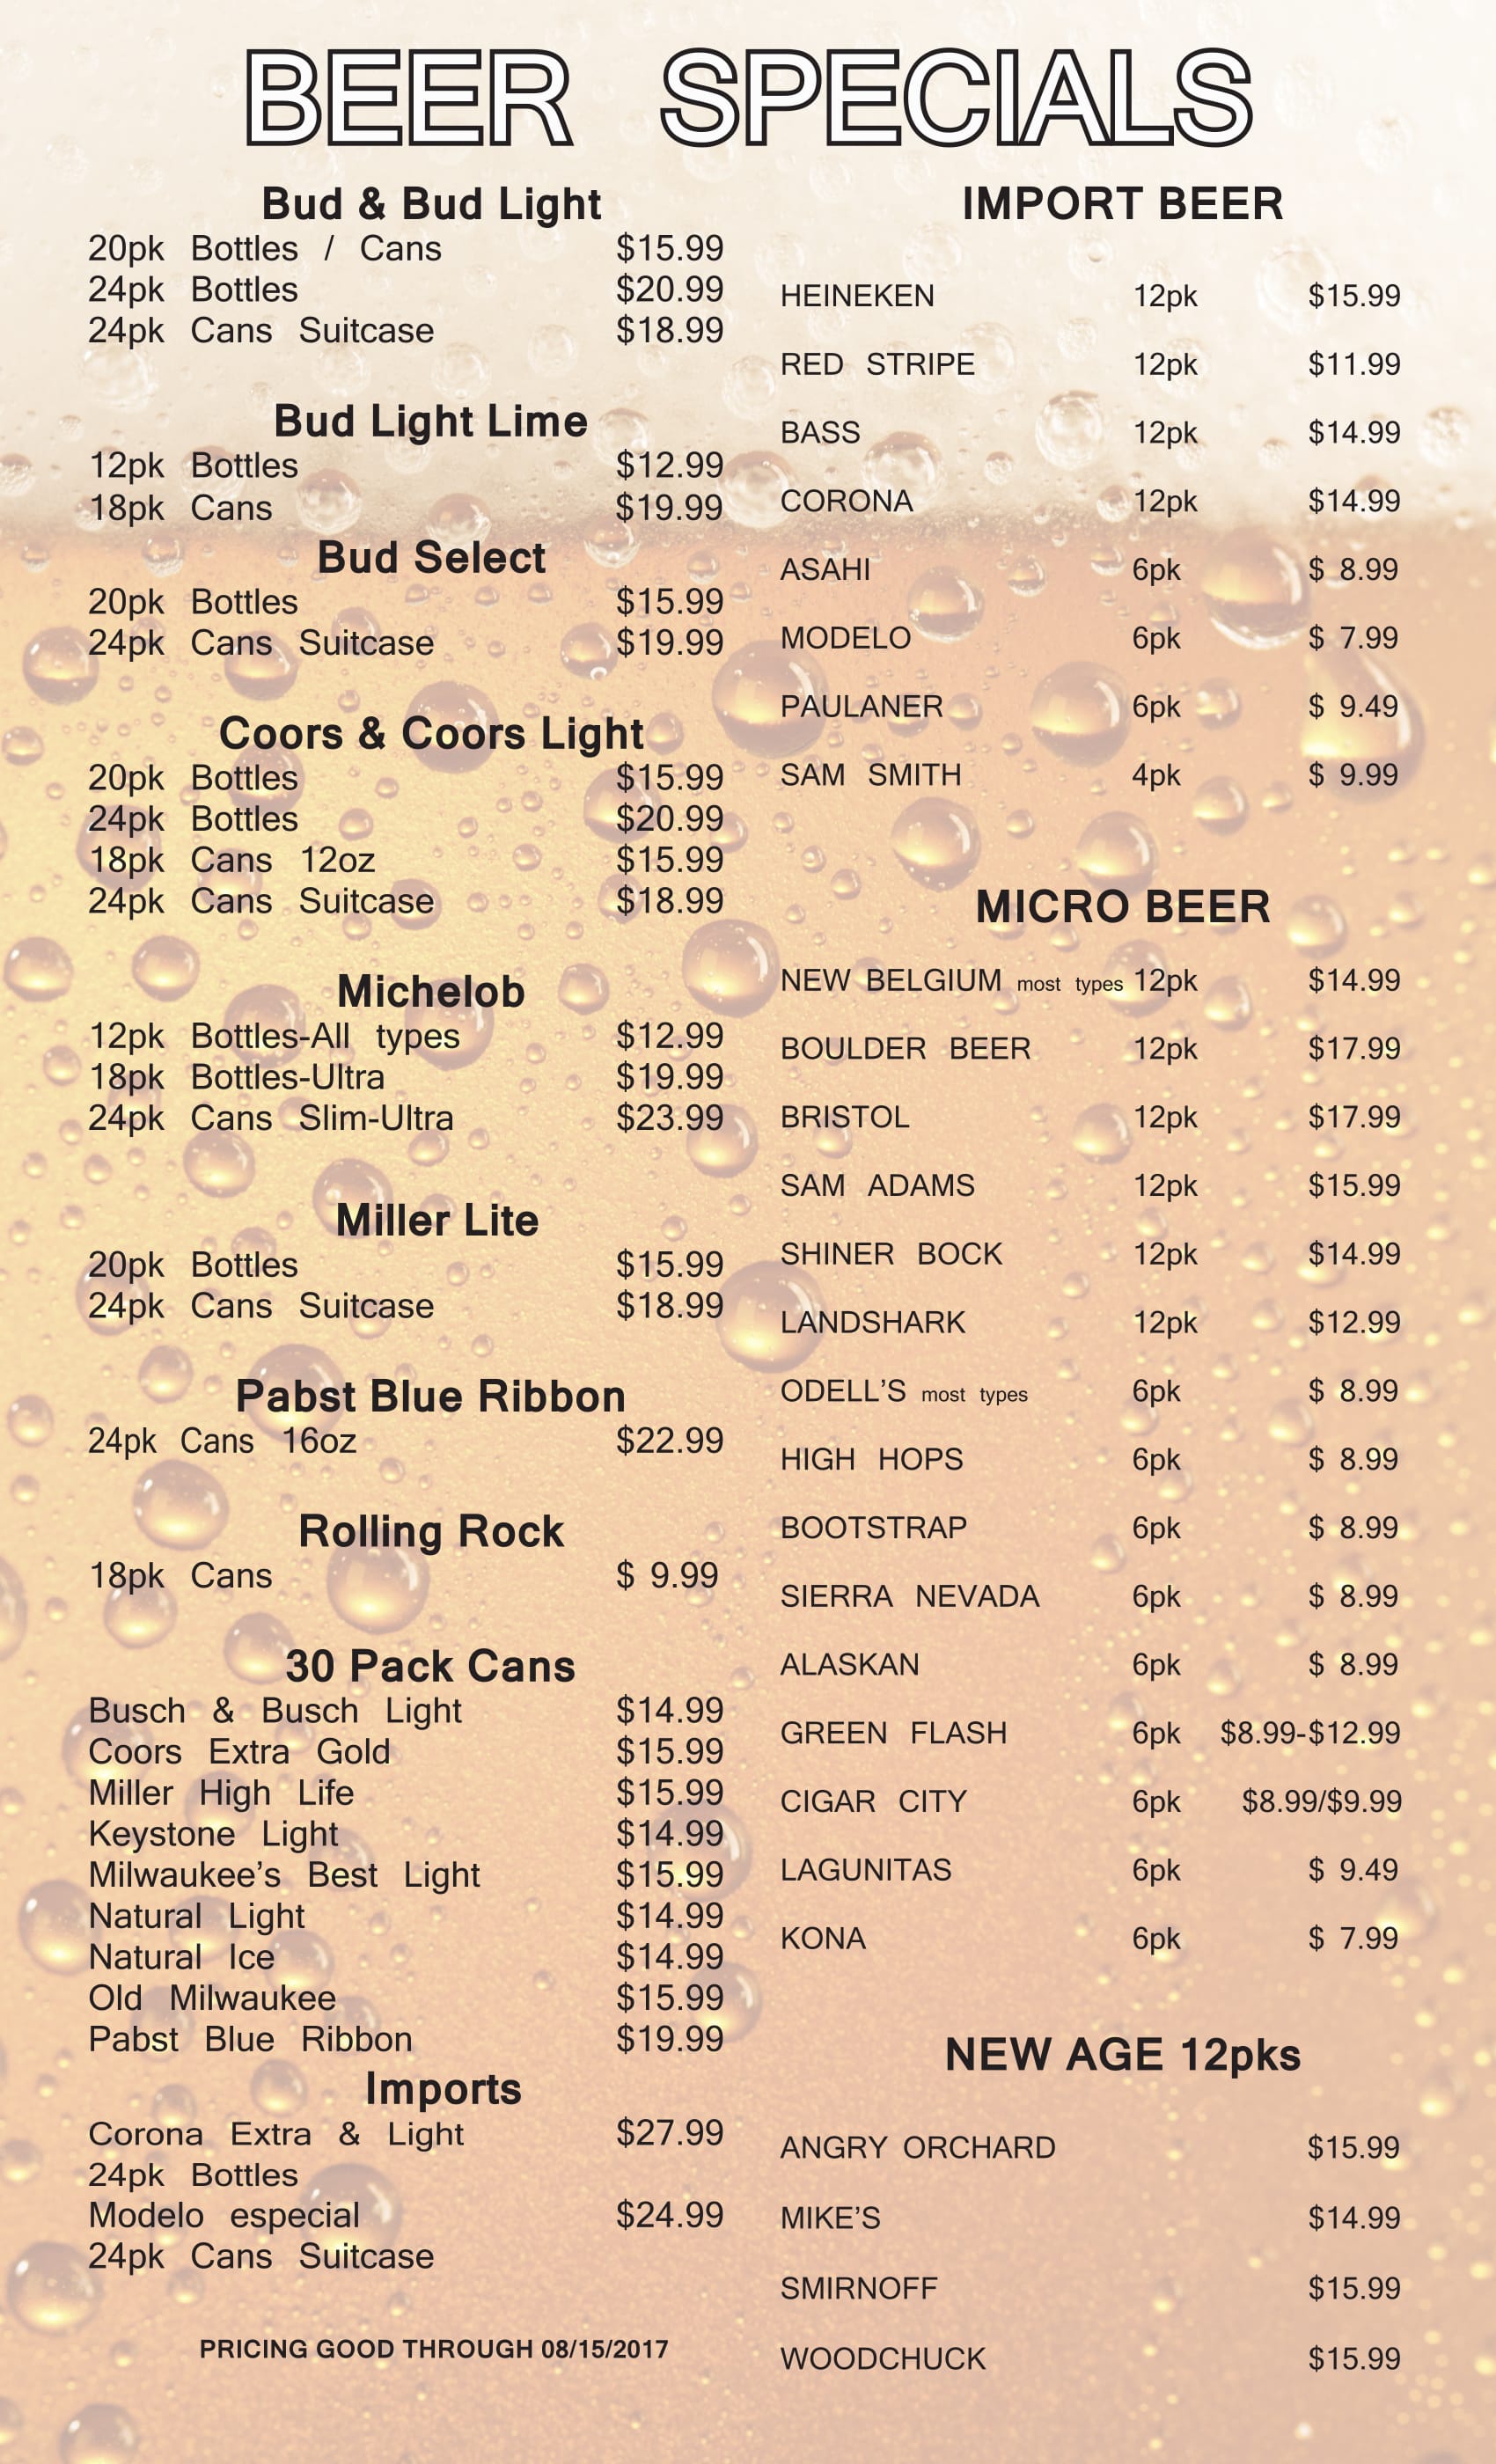 BEER SPECIALS
Bud & Bud Light
20pk Bottles / Cans $15.99
24pk Bottles $20.99
24pk Cans Suitcase $18.99
Bud Light Lime
12pk Bottles $12.99
18pk Cans $19.99
Bud Select
20pk Bottles $15.99
24pk Cans Suitcase $19.99
Coors & Coors Light
20pk Bottles $15.99
24pk Bottles $20.99
18pk Cans 12oz $15.99
24pk Cans Suitcase $18.99
Michelob
12pk Bottles-All types $12.99
18pk Bottles-Ultra $19.99
24pk Cans Slim-Ultra $23.99
Miller Lite
20pk Bottles $15.99
24pk Cans Suitcase $18.99
Pabst Blue Ribbon
24pk Cans 16oz $22.99
Rolling Rock
18pk Cans $ 9.99
30 Pack Cans
Busch & Busch Light $14.99
Coors Extra Gold $15.99
Miller High Life $15.99
Keystone Light $14.99
Milwaukee’s Best Light $15.99
Natural Light $14.99
Natural Ice $14.99
Old Milwaukee $15.99
Pabst Blue Ribbon $19.99
Imports
Corona Extra & Light $27.99
24pk Bottles
Modelo especial $24.99
24pk Cans Suitcase
PRICING GOOD THROUGH 08/15/2017
IMPORT BEER
HEINEKEN 12pk $15.99
RED STRIPE 12pk $11.99
BASS 12pk $14.99
CORONA 12pk $14.99
ASAHI 6pk $ 8.99
MODELO 6pk $ 7.99
PAULANER 6pk $ 9.49
SAM SMITH 4pk $ 9.99
MICRO BEER
NEW BELGIUM most types 12pk $14.99
BOULDER BEER 12pk $17.99
BRISTOL 12pk $17.99
SAM ADAMS 12pk $15.99
SHINER BOCK 12pk $14.99
LANDSHARK 12pk $12.99
ODELL’S most types 6pk $ 8.99
HIGH HOPS 6pk $ 8.99
BOOTSTRAP 6pk $ 8.99
SIERRA NEVADA 6pk $ 8.99
ALASKAN 6pk $ 8.99
GREEN FLASH 6pk $8.99-$12.99
CIGAR CITY 6pk $8.99/$9.99
LAGUNITAS 6pk $ 9.49
KONA 6pk $ 7.99
NEW AGE 12pks
ANGRY ORCHARD $15.99
MIKE’S $14.99
SMIRNOFF $15.99
WOODCHUCK $15.99